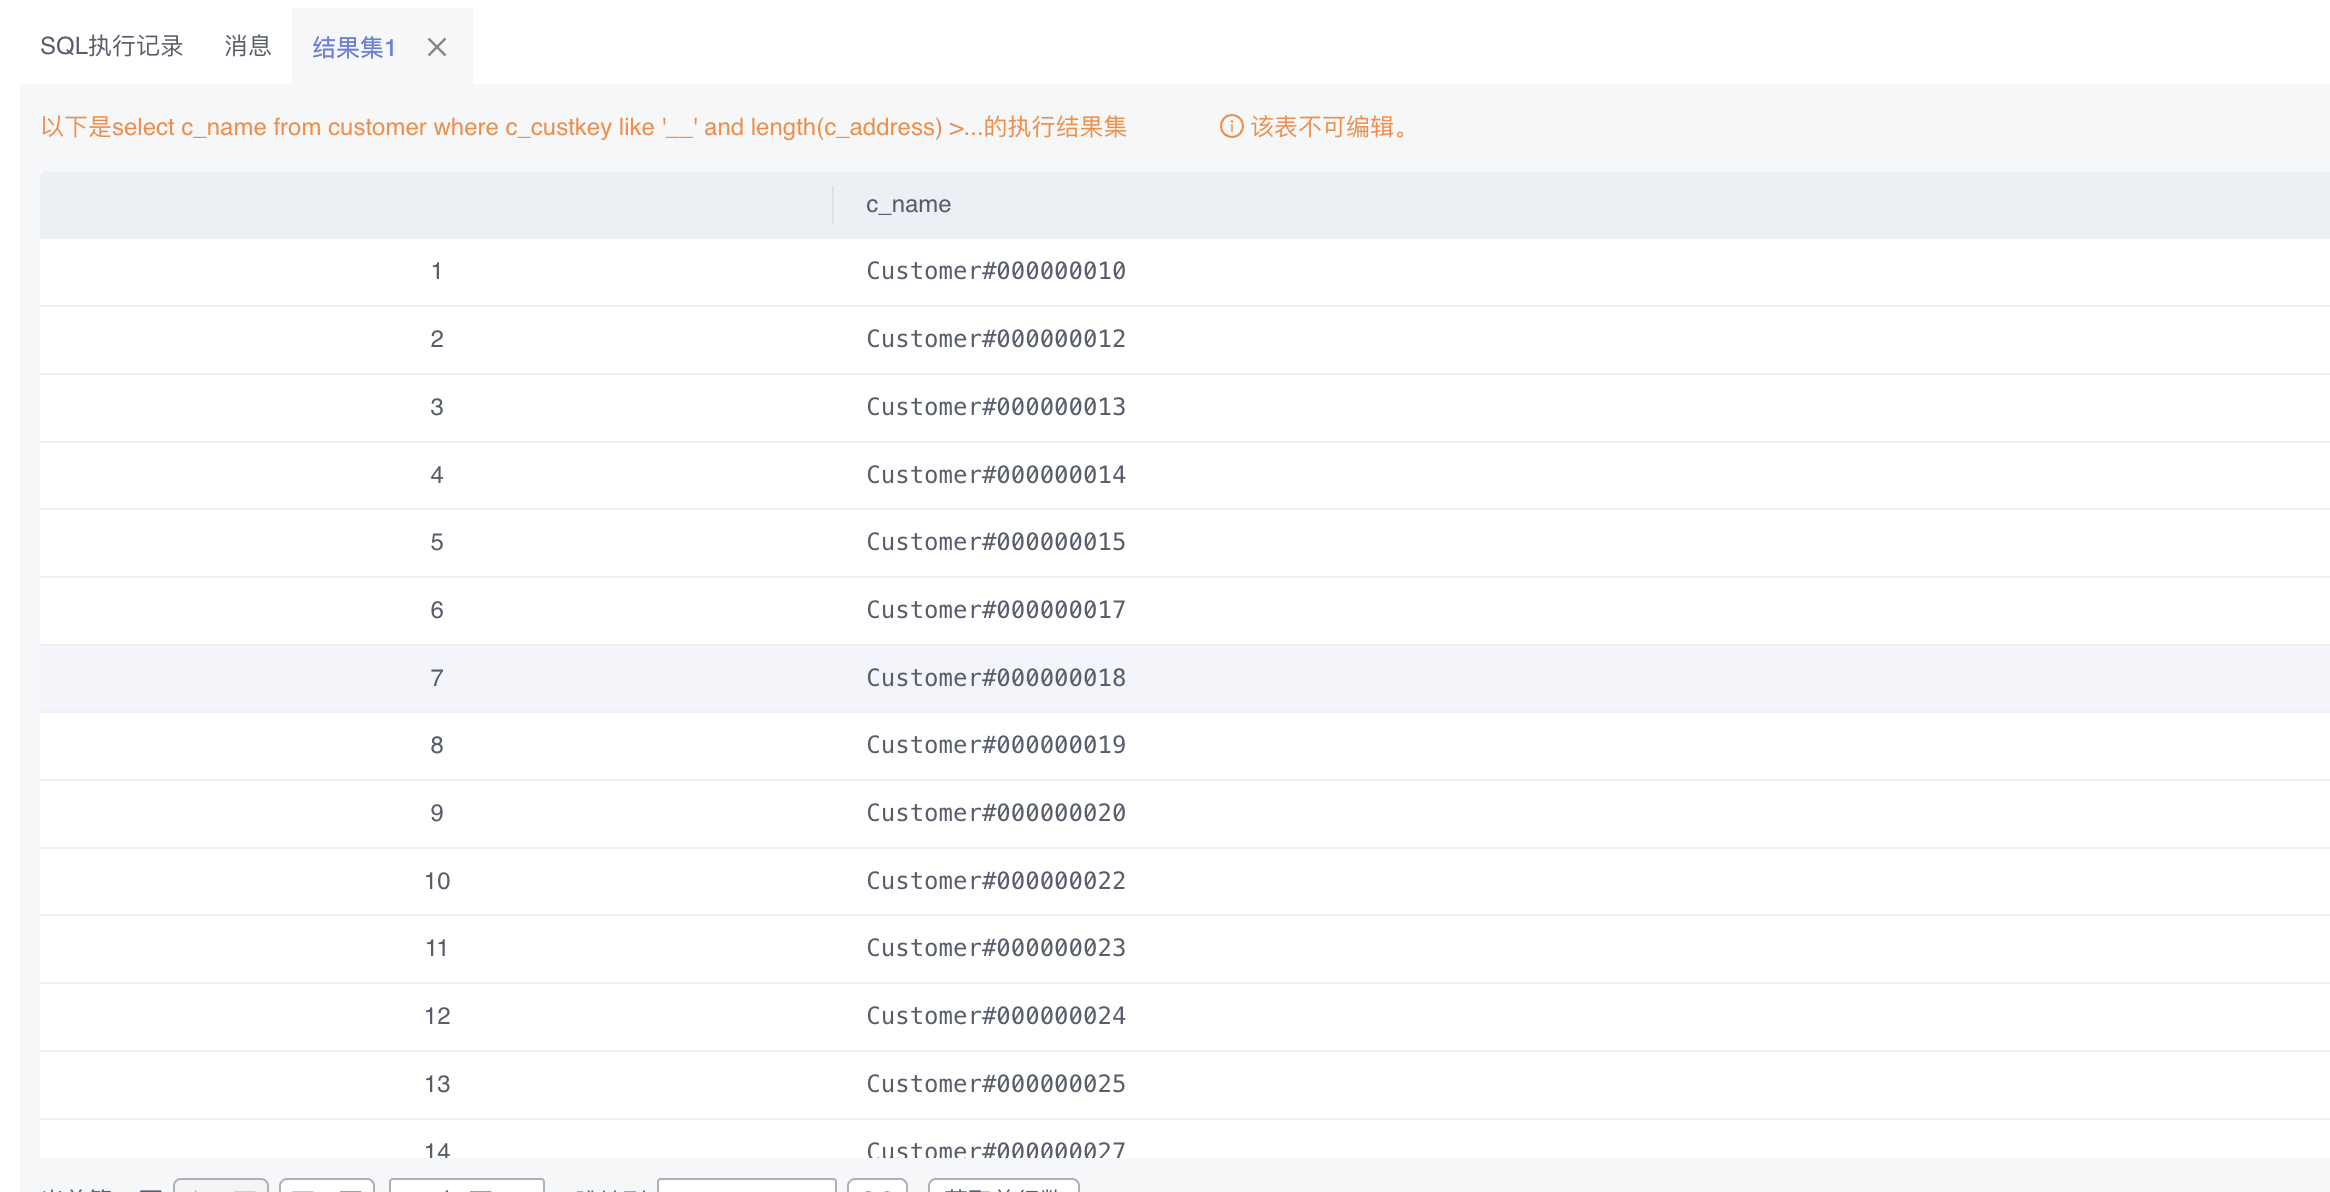 SQL执行记录 消息 结果集1
以下是select c_name from customer where c_custkey like '__' and length(c_address) >...的执行结果集 该表不可编辑。
c_name
1 Customer#000000010
2 Customer#000000012
3 Customer#000000013
4 Customer#000000014
5 Customer#000000015
6 Customer#000000017
7 Customer#000000018
8 Customer#000000019
9 Customer#000000020
10 Customer#000000022
11 Customer#000000023
12 Customer#000000024
13 Customer#000000025
14 Customer#000000027